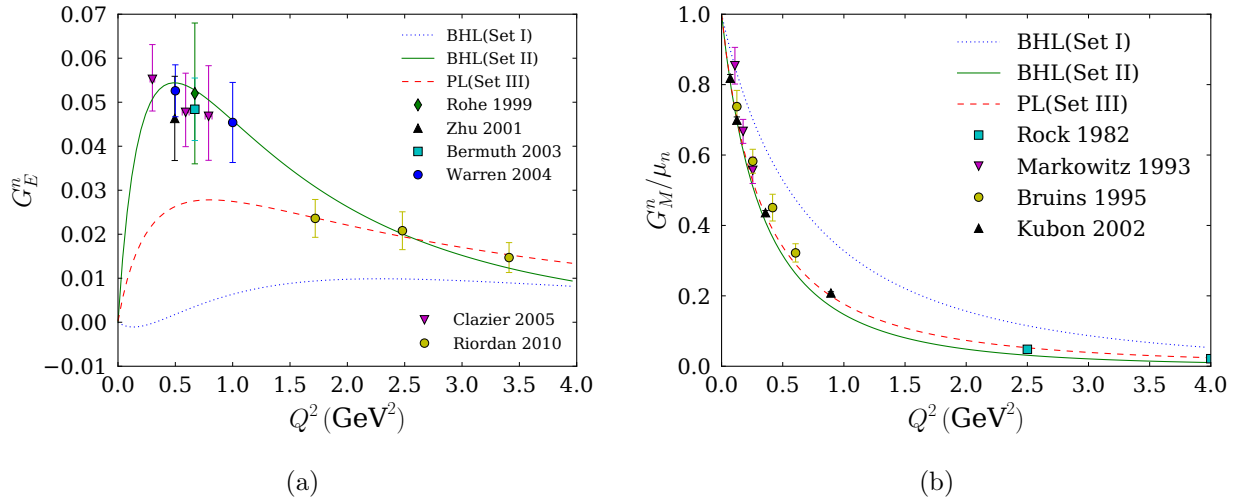 0.06
0.05
0.04
0.03
0.02
0.01
0.00
−0.01
G_E^n
BHL(Set I)
BHL(Set II)
PL(Set III)
Rohe 1999
Zhu 2001
Bermuth 2003
Warren 2004
Clazier 2005
Riordan 2010
0.0 0.5 1.0 1.5 2.0 2.5 3.0 3.5 4.0
Q^2 (GeV^2)
(a)
1.0
0.8
0.6
0.4
0.2
0.0
G_M^n/μ_n
BHL(Set I)
BHL(Set II)
PL(Set III)
Rock 1982
Markowitz 1993
Bruins 1995
Kubon 2002
0.0 0.5 1.0 1.5 2.0 2.5 3.0 3.5 4.0
Q^2 (GeV^2)
(b)